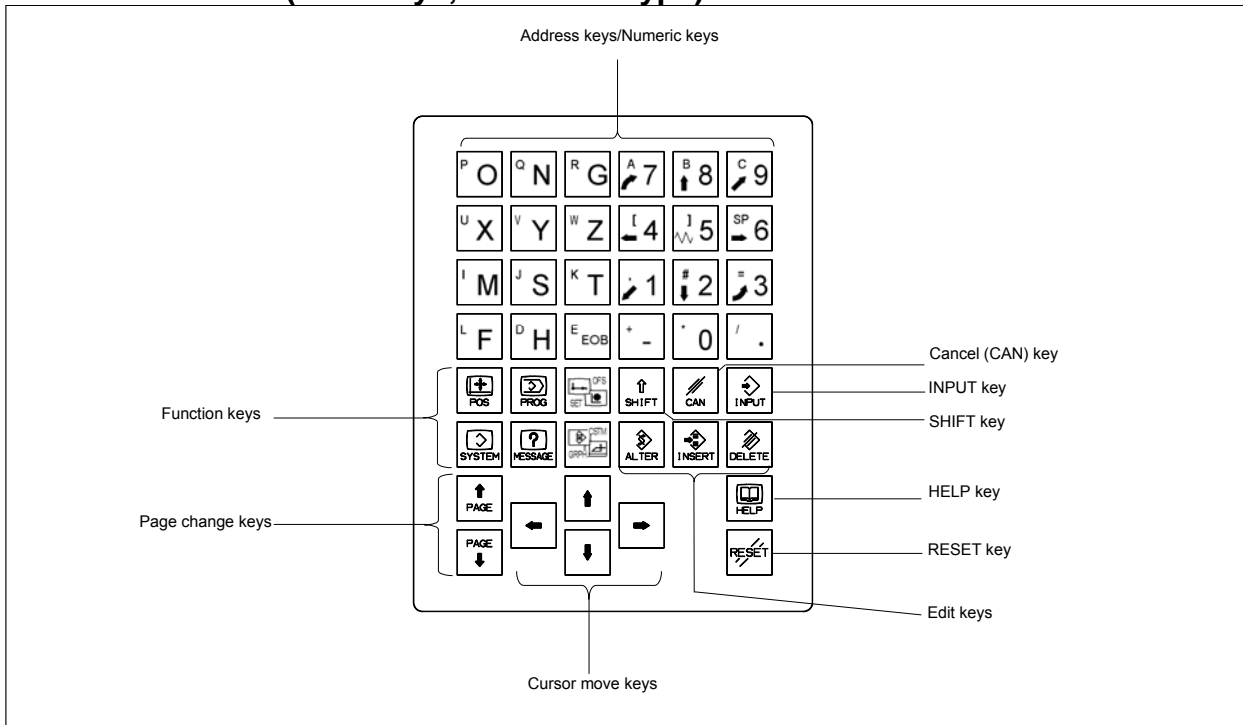 Address keys/Numeric keys
P O Q N R G A 7 B 8 C 9
U X V Y W Z [ 4 ] 5 SP 6
I M J S K T , 1 # 2 = 3
L F D H E EOB + - * 0 / .
Cancel (CAN) key
INPUT key
SHIFT key
Function keys
POS PROG OFS SET SHIFT CAN INPUT
SYSTEM MESSAGE CSTM GRPH ALTER INSERT DELETE
HELP key
Page change keys
PAGE HELP
PAGE RESET
RESET key
Edit keys
Cursor move keys